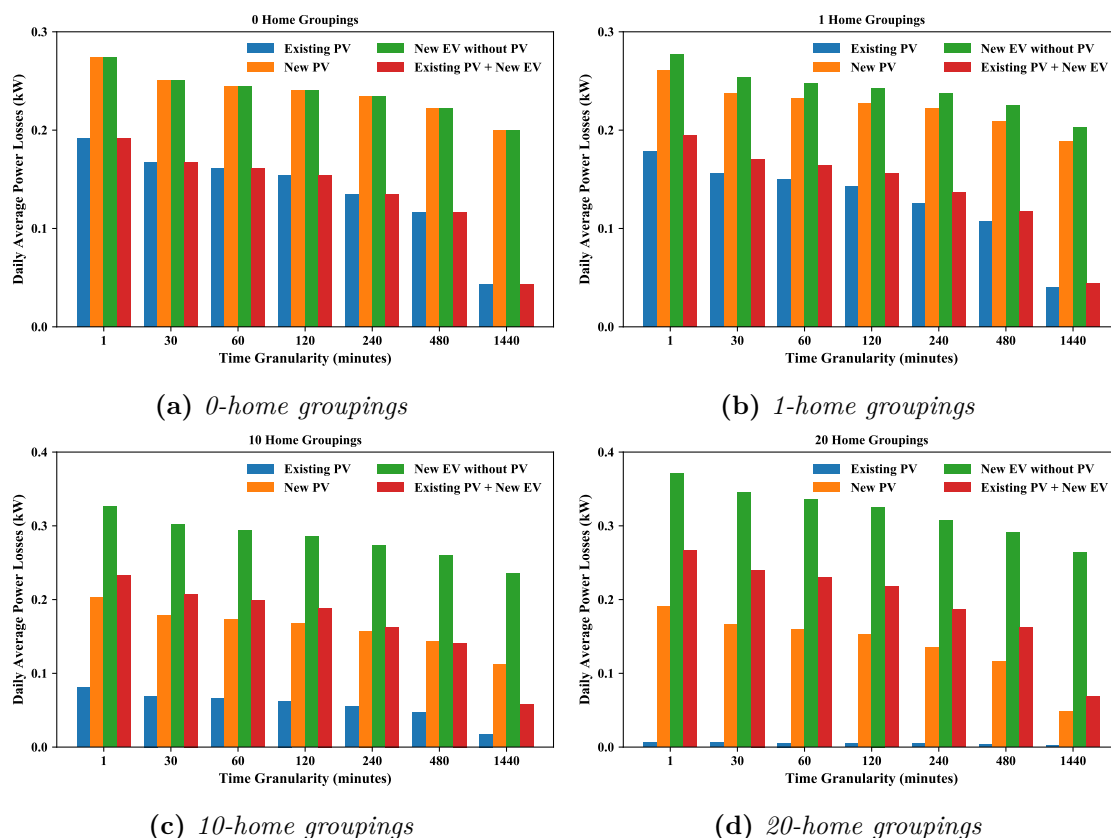 0 Home Groupings
Daily Average Power Losses (kW)
0.3
0.2
0.1
0.0
Existing PV
New PV
New EV without PV
Existing PV + New EV
1 30 60 120 240 480 1440
Time Granularity (minutes)
(a) 0-home groupings
1 Home Groupings
Daily Average Power Losses (kW)
0.3
0.2
0.1
0.0
Existing PV
New PV
New EV without PV
Existing PV + New EV
1 30 60 120 240 480 1440
Time Granularity (minutes)
(b) 1-home groupings
10 Home Groupings
Daily Average Power Losses (kW)
0.4
0.3
0.2
0.1
0.0
Existing PV
New PV
New EV without PV
Existing PV + New EV
1 30 60 120 240 480 1440
Time Granularity (minutes)
(c) 10-home groupings
20 Home Groupings
Daily Average Power Losses (kW)
0.4
0.3
0.2
0.1
0.0
Existing PV
New PV
New EV without PV
Existing PV + New EV
1 30 60 120 240 480 1440
Time Granularity (minutes)
(d) 20-home groupings